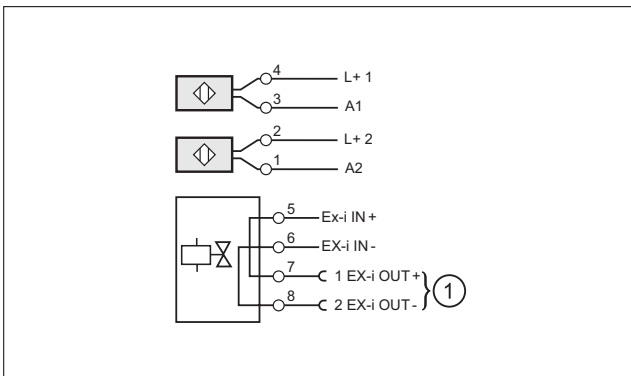 4 L+ 1
3 A1
2 L+ 2
1 A2
5 Ex-i IN+
6 EX-i IN-
7 1 EX-i OUT+
8 2 EX-i OUT-
1